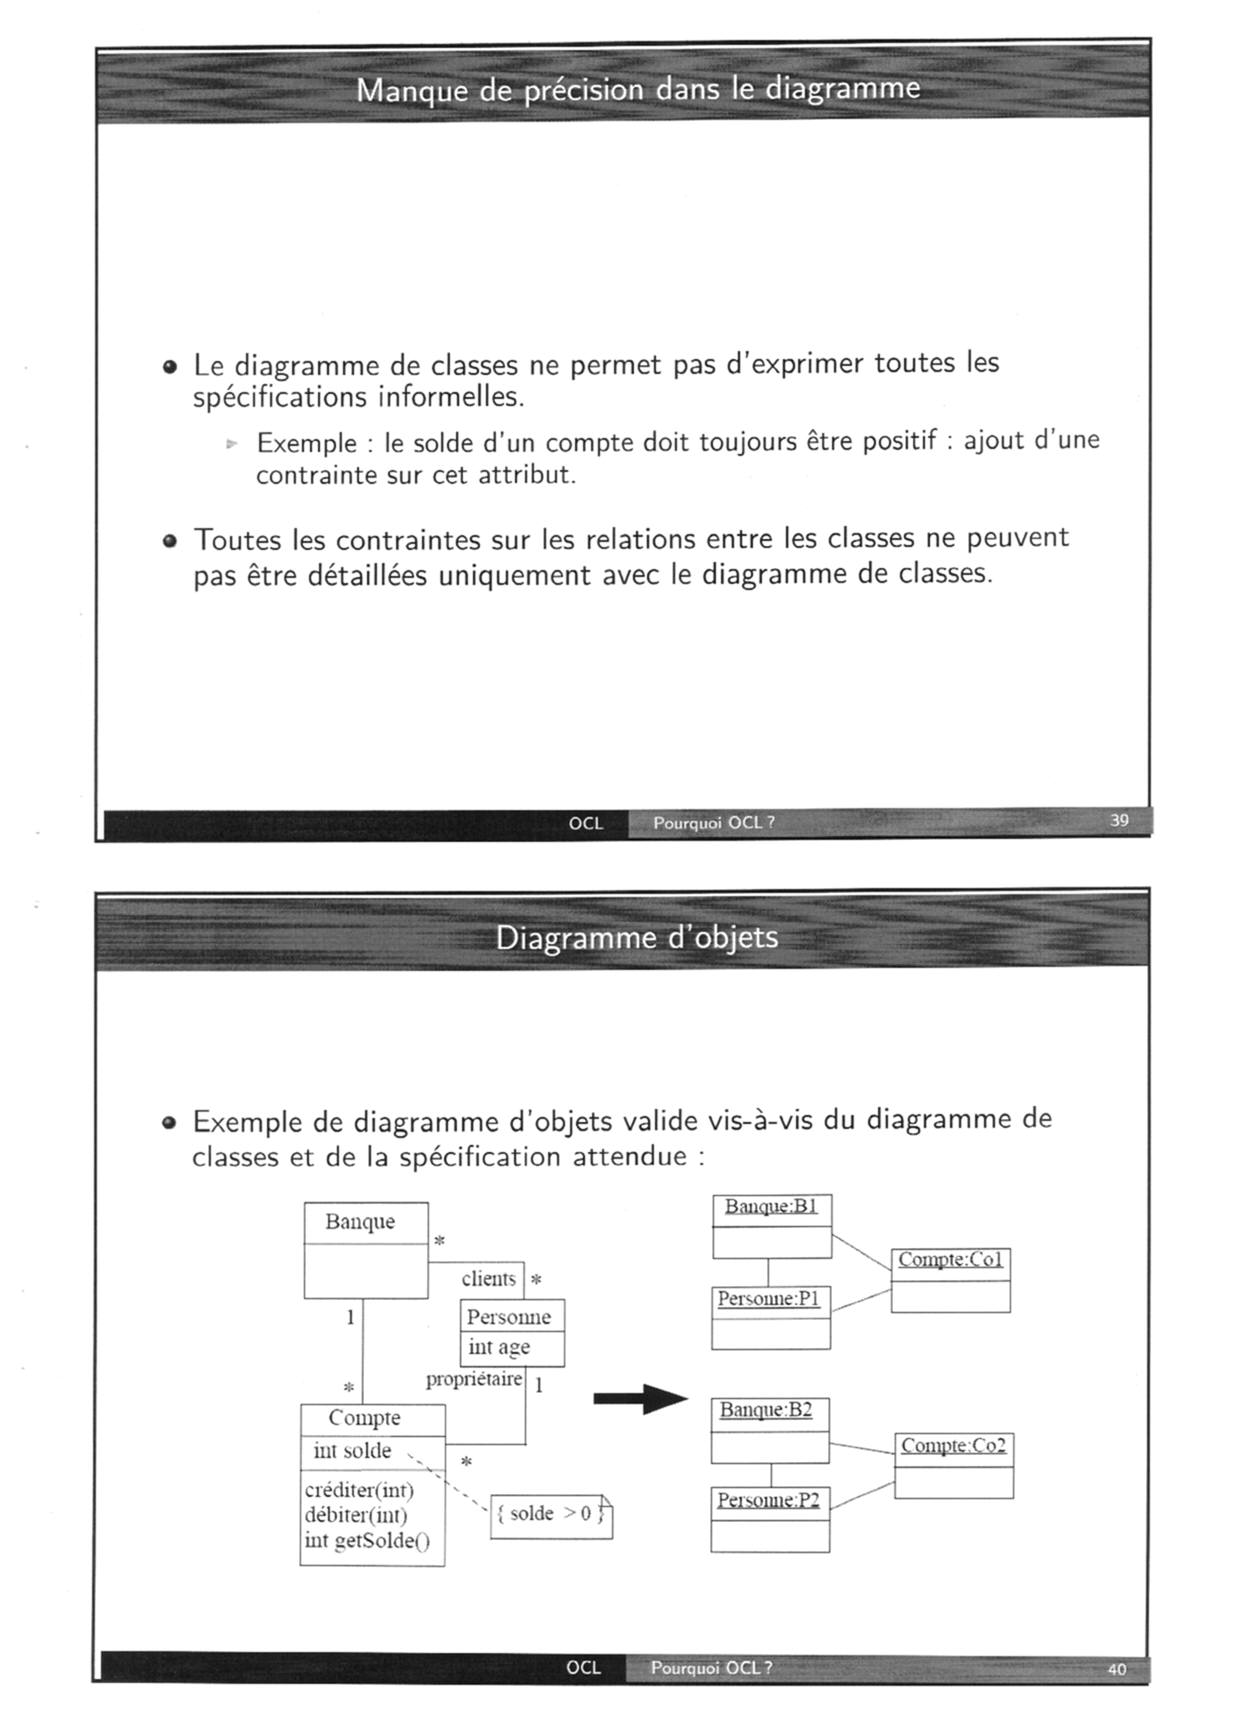 Manque de précision dans le diagramme
Le diagramme de classes ne permet pas d'exprimer toutes les
spécifications informelles.
Exemple : le solde d'un compte doit toujours être positif : ajout d'une
contrainte sur cet attribut.
Toutes les contraintes sur les relations entre les classes ne peuvent
pas être détaillées uniquement avec le diagramme de classes.
OCL Pourquoi OCL ? 39
Diagramme d'objets
Exemple de diagramme d'objets valide vis-à-vis du diagramme de
classes et de la spécification attendue :
Banque
*
clients *
Personne
int age
propriétaire 1
1
*
Compte
int solde
*
créditer(int)
débiter(int)
int getSolde()
{ solde > 0 }
Banque:B1
Compte:Co1
Personne:P1
Banque:B2
Compte:Co2
Personne:P2
OCL Pourquoi OCL ? 40